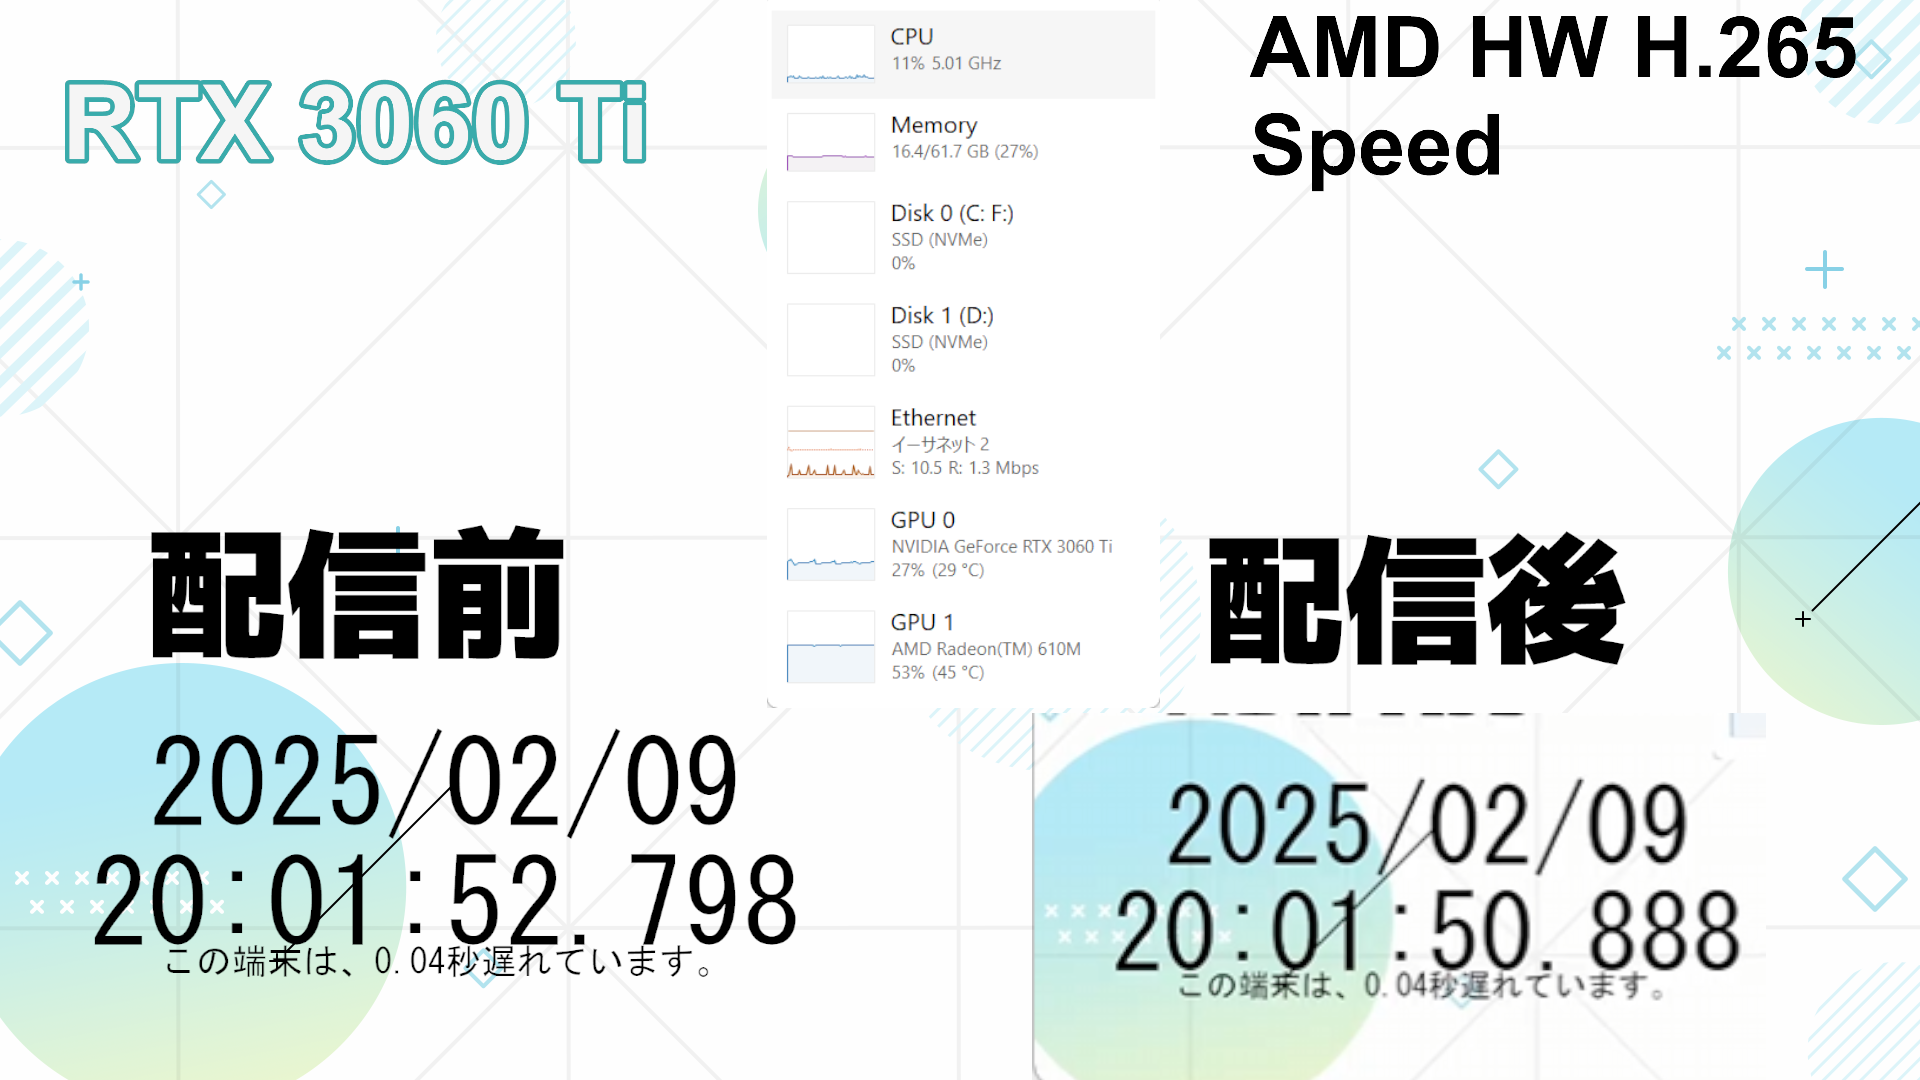 RTX 3060 Ti
CPU
11% 5.01 GHz
Memory
16.4/61.7 GB (27%)
Disk 0 (C: F:)
SSD (NVMe)
0%
Disk 1 (D:)
SSD (NVMe)
0%
Ethernet
イーサネット 2
S: 10.5 R: 1.3 Mbps
GPU 0
NVIDIA GeForce RTX 3060 Ti
27% (29 °C)
GPU 1
AMD Radeon(TM) 610M
53% (45 °C)
AMD HW H.265
Speed
配信前
2025/02/09
20:01:52.798
この端末は、0.04秒遅れています。
配信後
2025/02/09
20:01:50.888
この端末は、0.04秒遅れています。